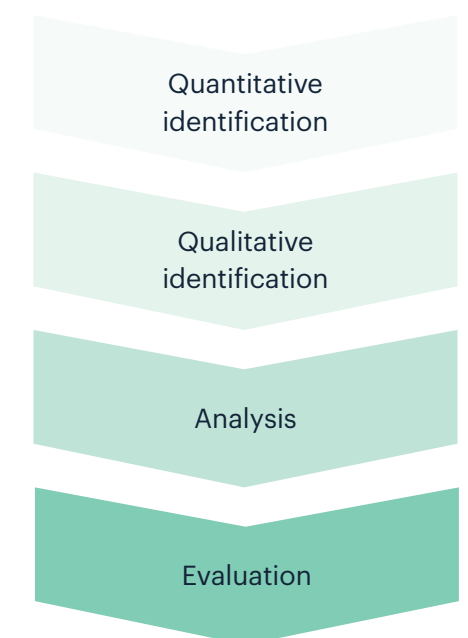 Quantitative
identification
Qualitative
identification
Analysis
Evaluation